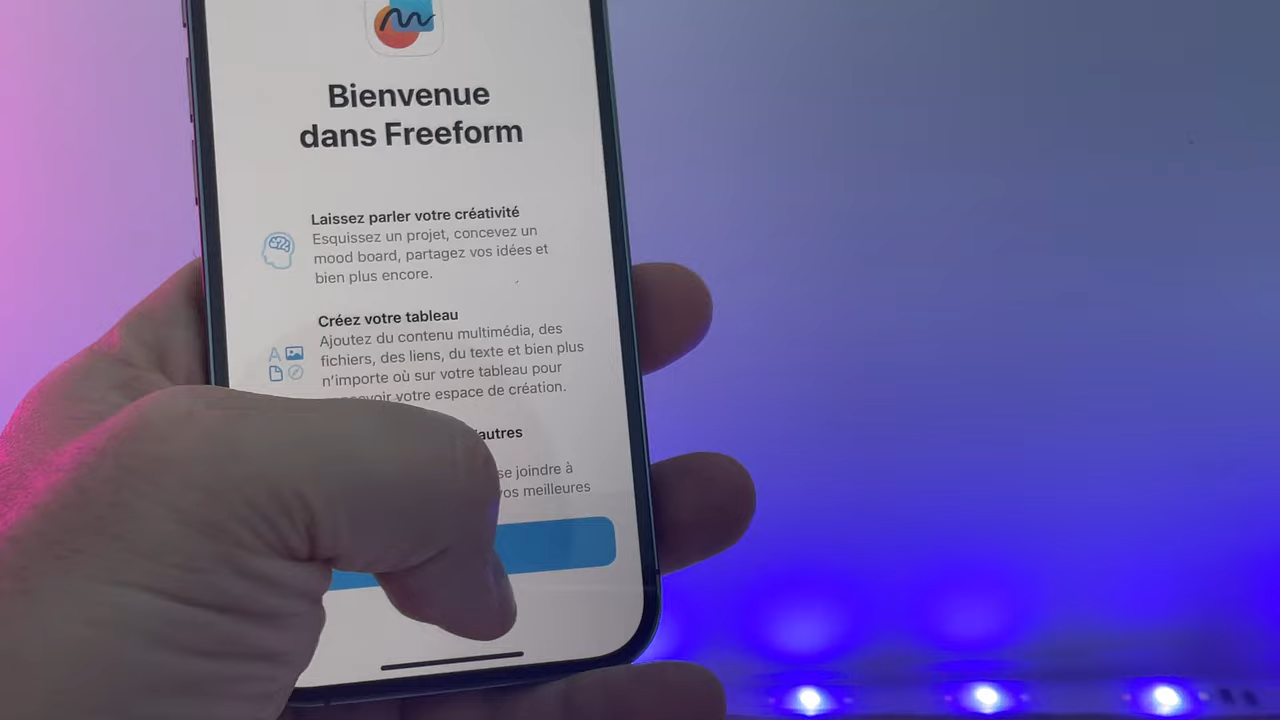 Bienvenue
dans Freeform
Laissez parler votre créativité
Esquissez un projet, concevez un
mood board, partagez vos idées et
bien plus encore.
Créez votre tableau
Ajoutez du contenu multimédia, des
fichiers, des liens, du texte et bien plus
n’importe où sur votre tableau pour
votre espace de création.
autres
se joindre à
vos meilleures